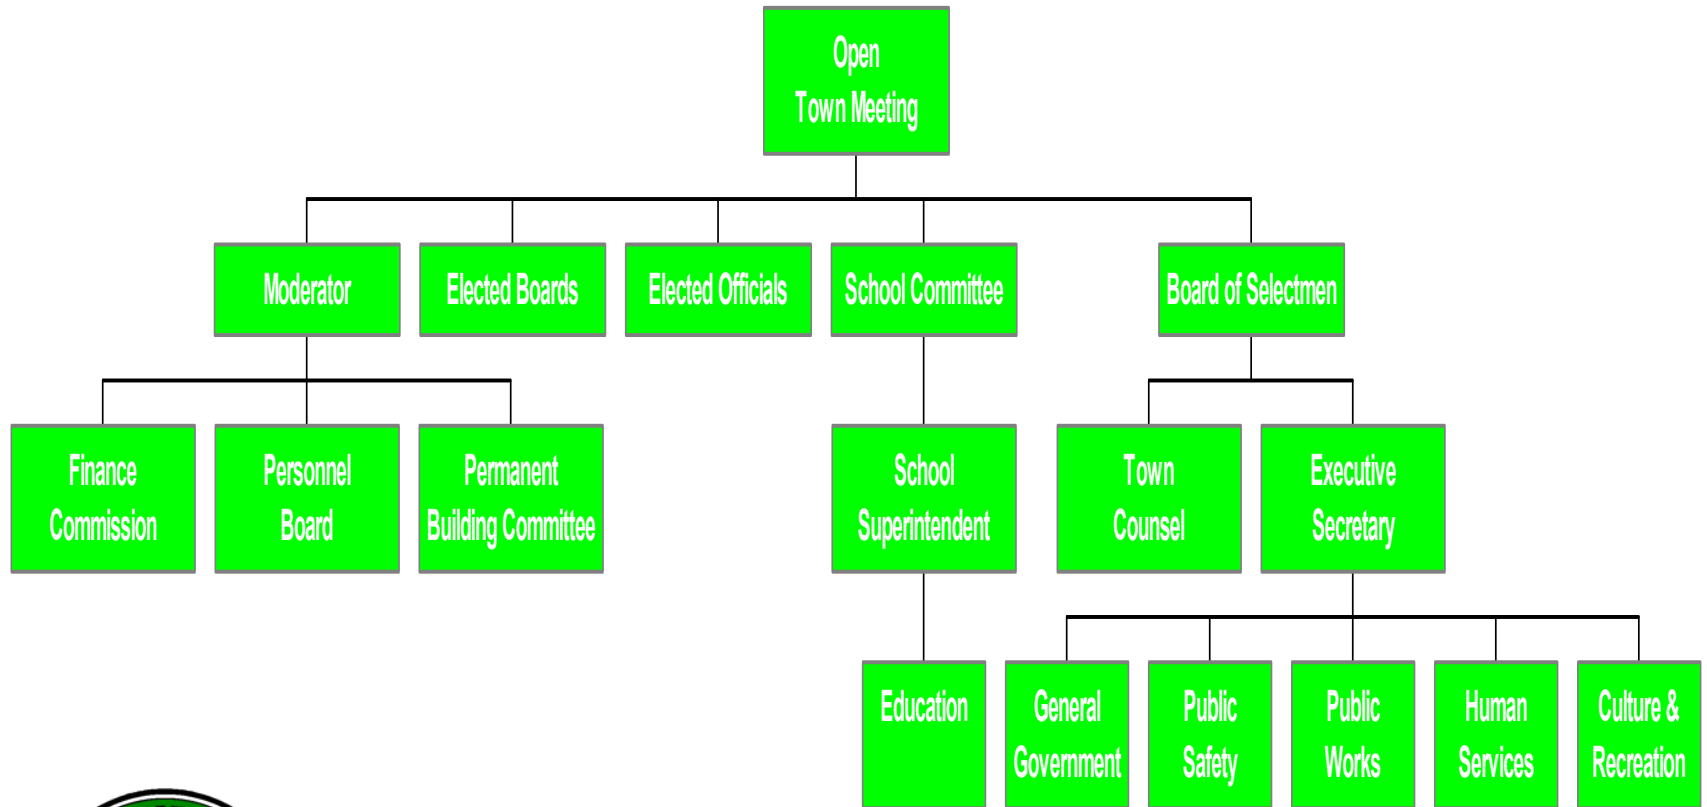 Open
Town Meeting
Moderator
Elected Boards
Elected Officials
School Committee
Board of Selectmen
Finance
Commission
Personnel
Board
Permanent
Building Committee
School
Superintendent
Town
Counsel
Executive
Secretary
Education
General
Government
Public
Safety
Public
Works
Human
Services
Culture &
Recreation